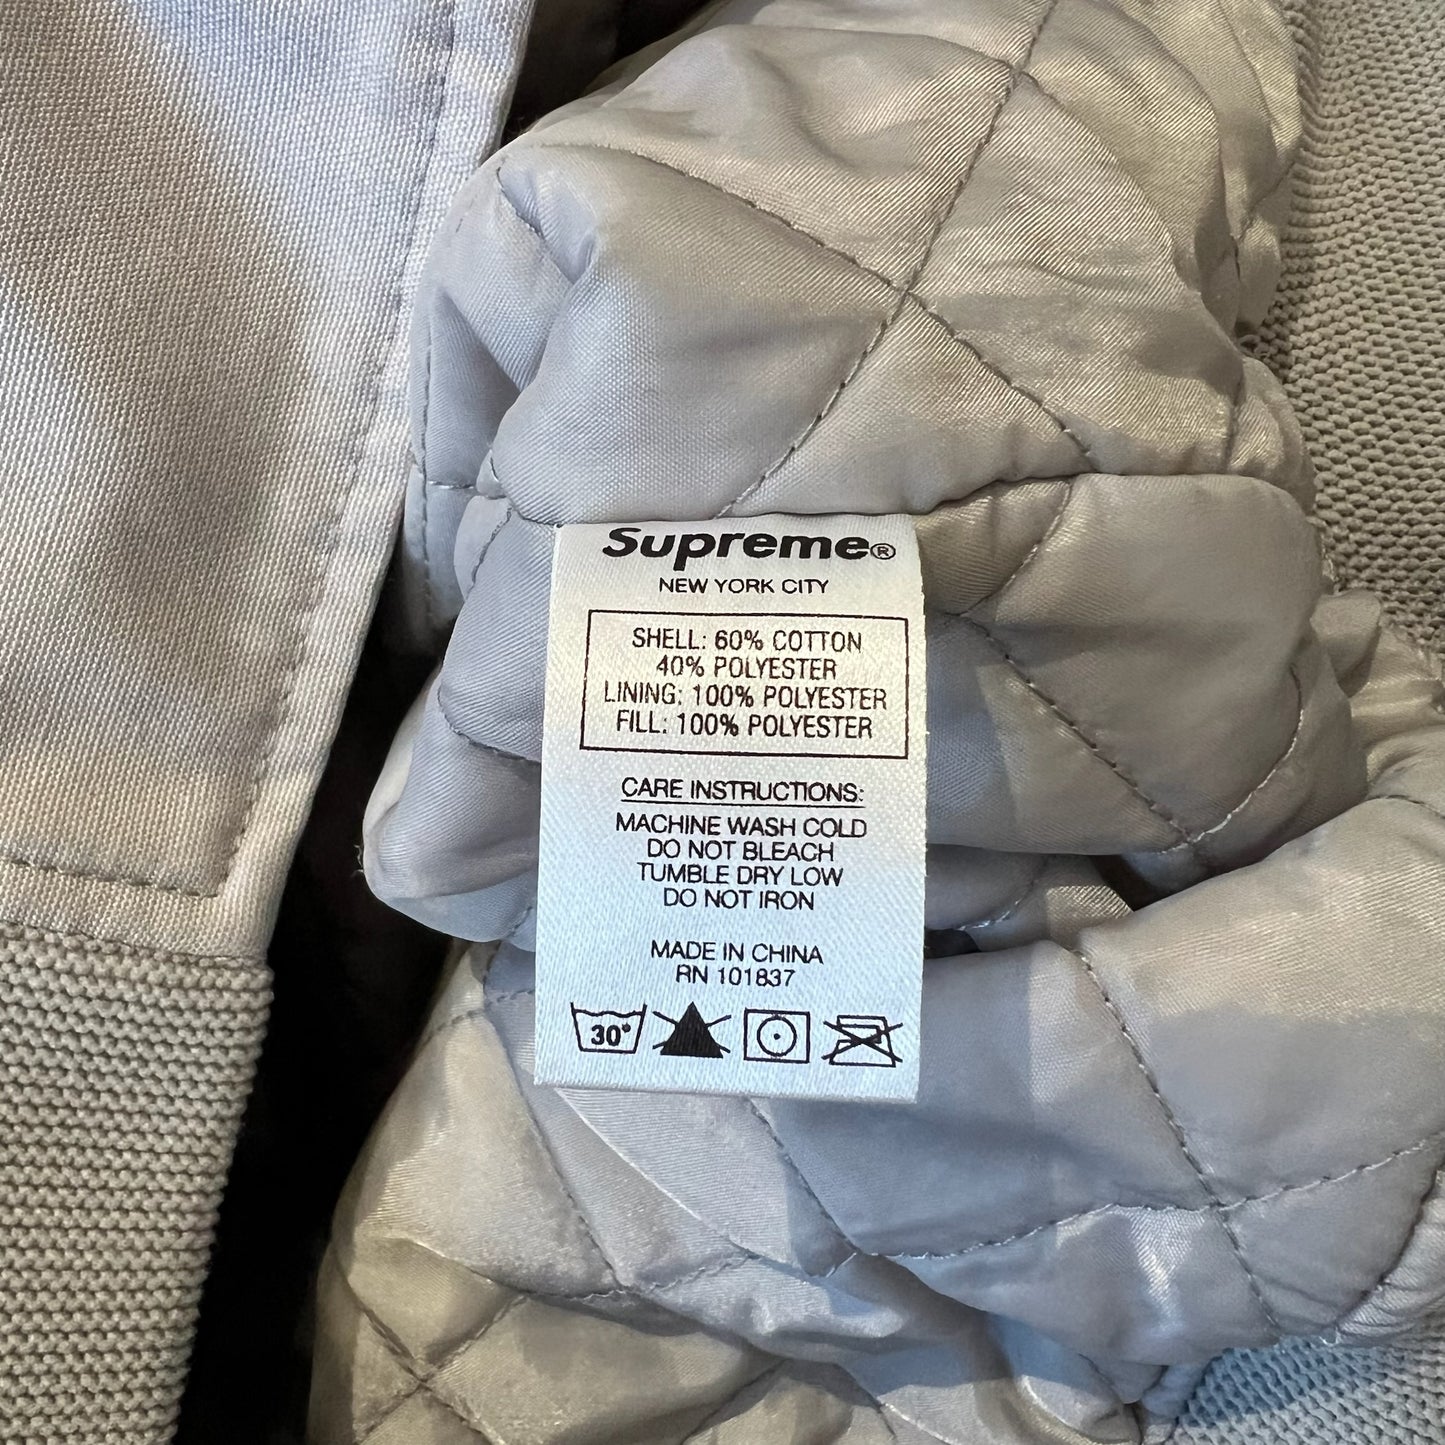 Supreme®
NEW YORK CITY
SHELL: 60% COTTON
40% POLYESTER
LINING: 100% POLYESTER
FILL: 100% POLYESTER
CARE INSTRUCTIONS:
MACHINE WASH COLD
DO NOT BLEACH
TUMBLE DRY LOW
DO NOT IRON
MADE IN CHINA
RN 101837
30°